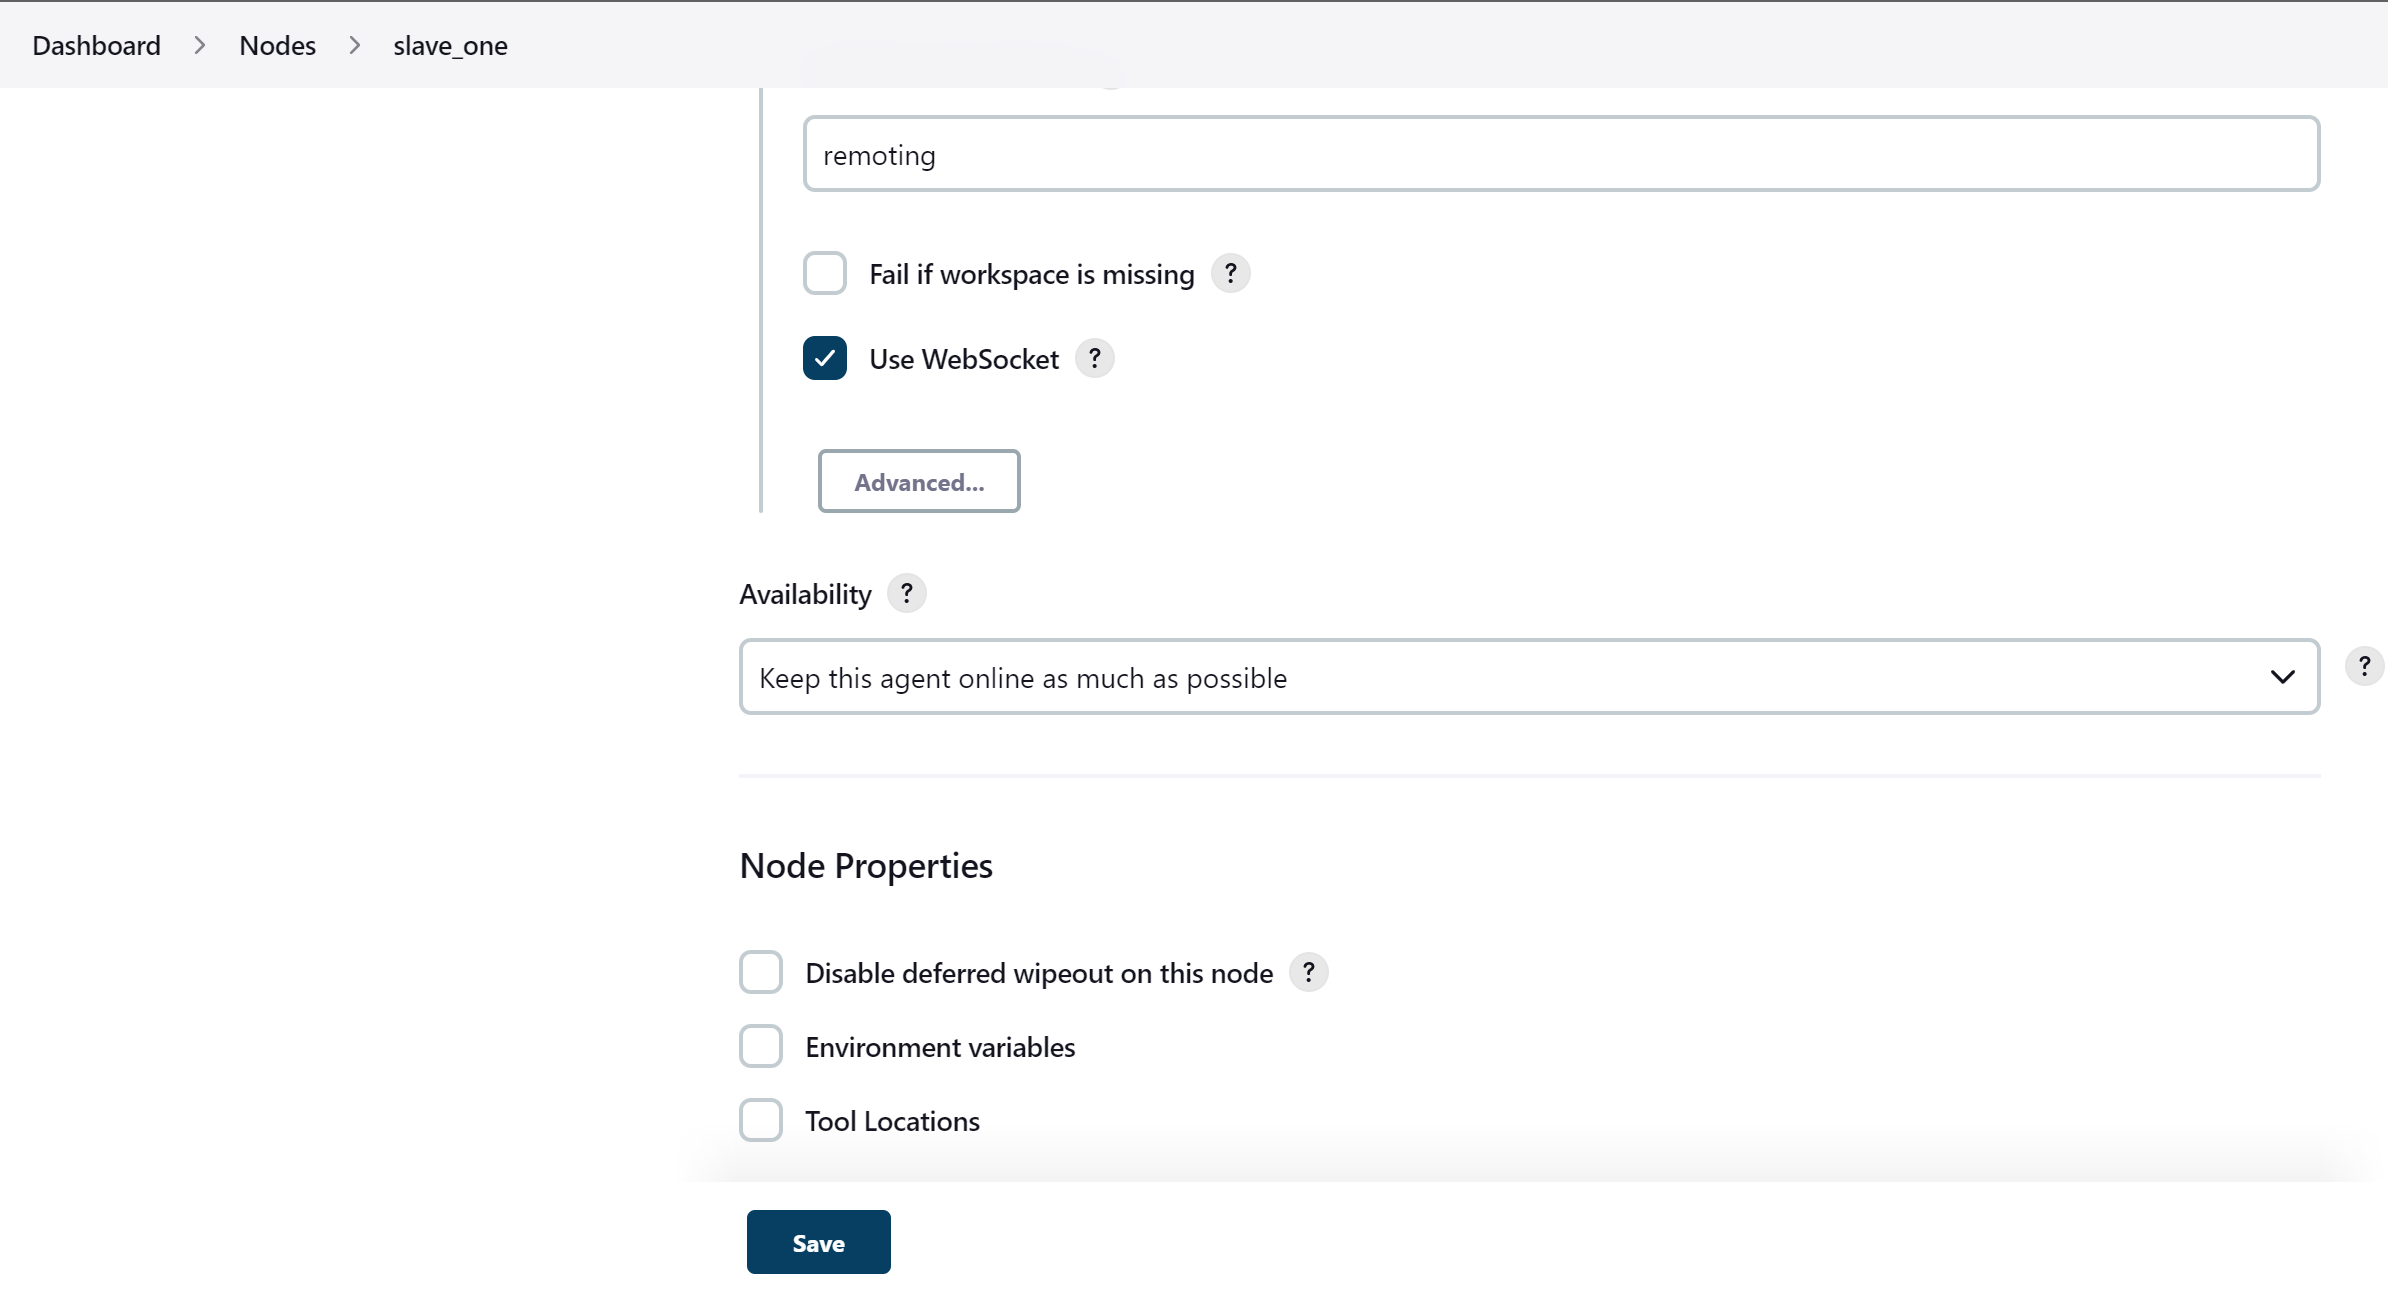 Dashboard > Nodes > slave_one
remoting
Fail if workspace is missing ?
Use WebSocket ?
Advanced...
Availability ?
Keep this agent online as much as possible
?
Node Properties
Disable deferred wipeout on this node ?
Environment variables
Tool Locations
Save